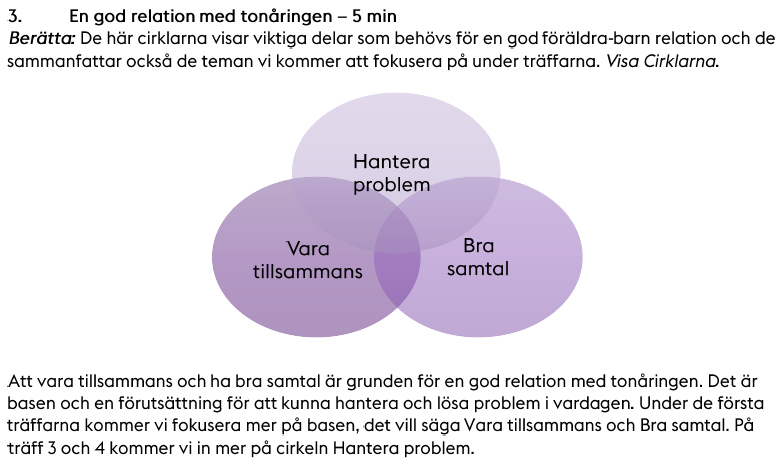 3. En god relation med tonåringen – 5 min
Berätta: De här cirklarna visar viktiga delar som behövs för en god föräldra-barn relation och de
sammanfattar också de teman vi kommer att fokusera på under träffarna. Visa Cirklarna.
Hantera
problem
Vara
tillsammans
Bra
samtal
Att vara tillsammans och ha bra samtal är grunden för en god relation med tonåringen. Det är
basen och en förutsättning för att kunna hantera och lösa problem i vardagen. Under de första
träffarna kommer vi fokusera mer på basen, det vill säga Vara tillsammans och Bra samtal. På
träff 3 och 4 kommer vi in mer på cirkeln Hantera problem.